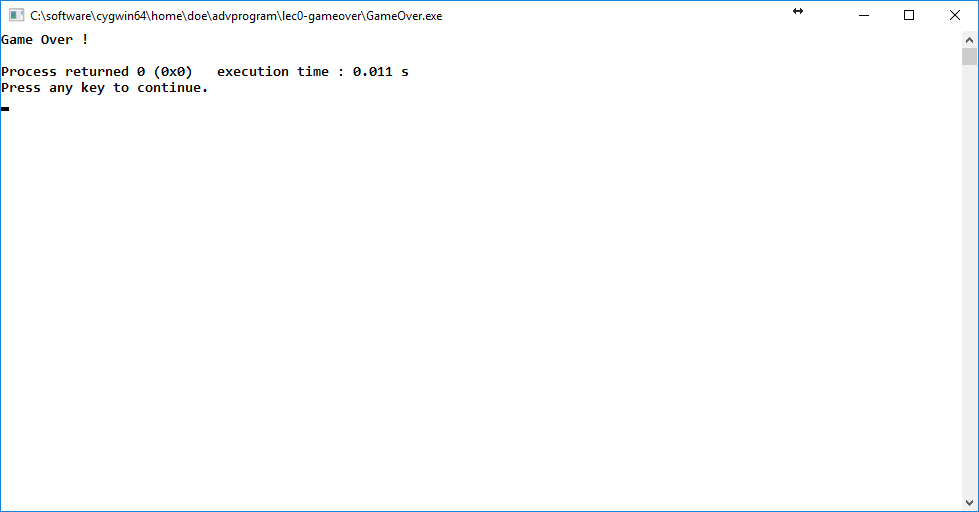 C:\software\cygwin64\home\doe\advprogram\lec0-gameover\GameOver.exe
Game Over !
Process returned 0 (0x0)   execution time : 0.011 s
Press any key to continue.